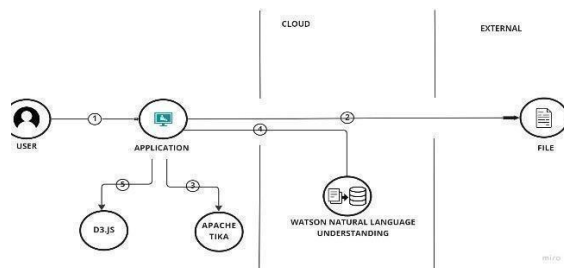 CLOUD
EXTERNAL
1
2
4
USER
APPLICATION
FILE
5
3
D3.JS
APACHE
TIKA
WATSON NATURAL LANGUAGE
UNDERSTANDING
miro